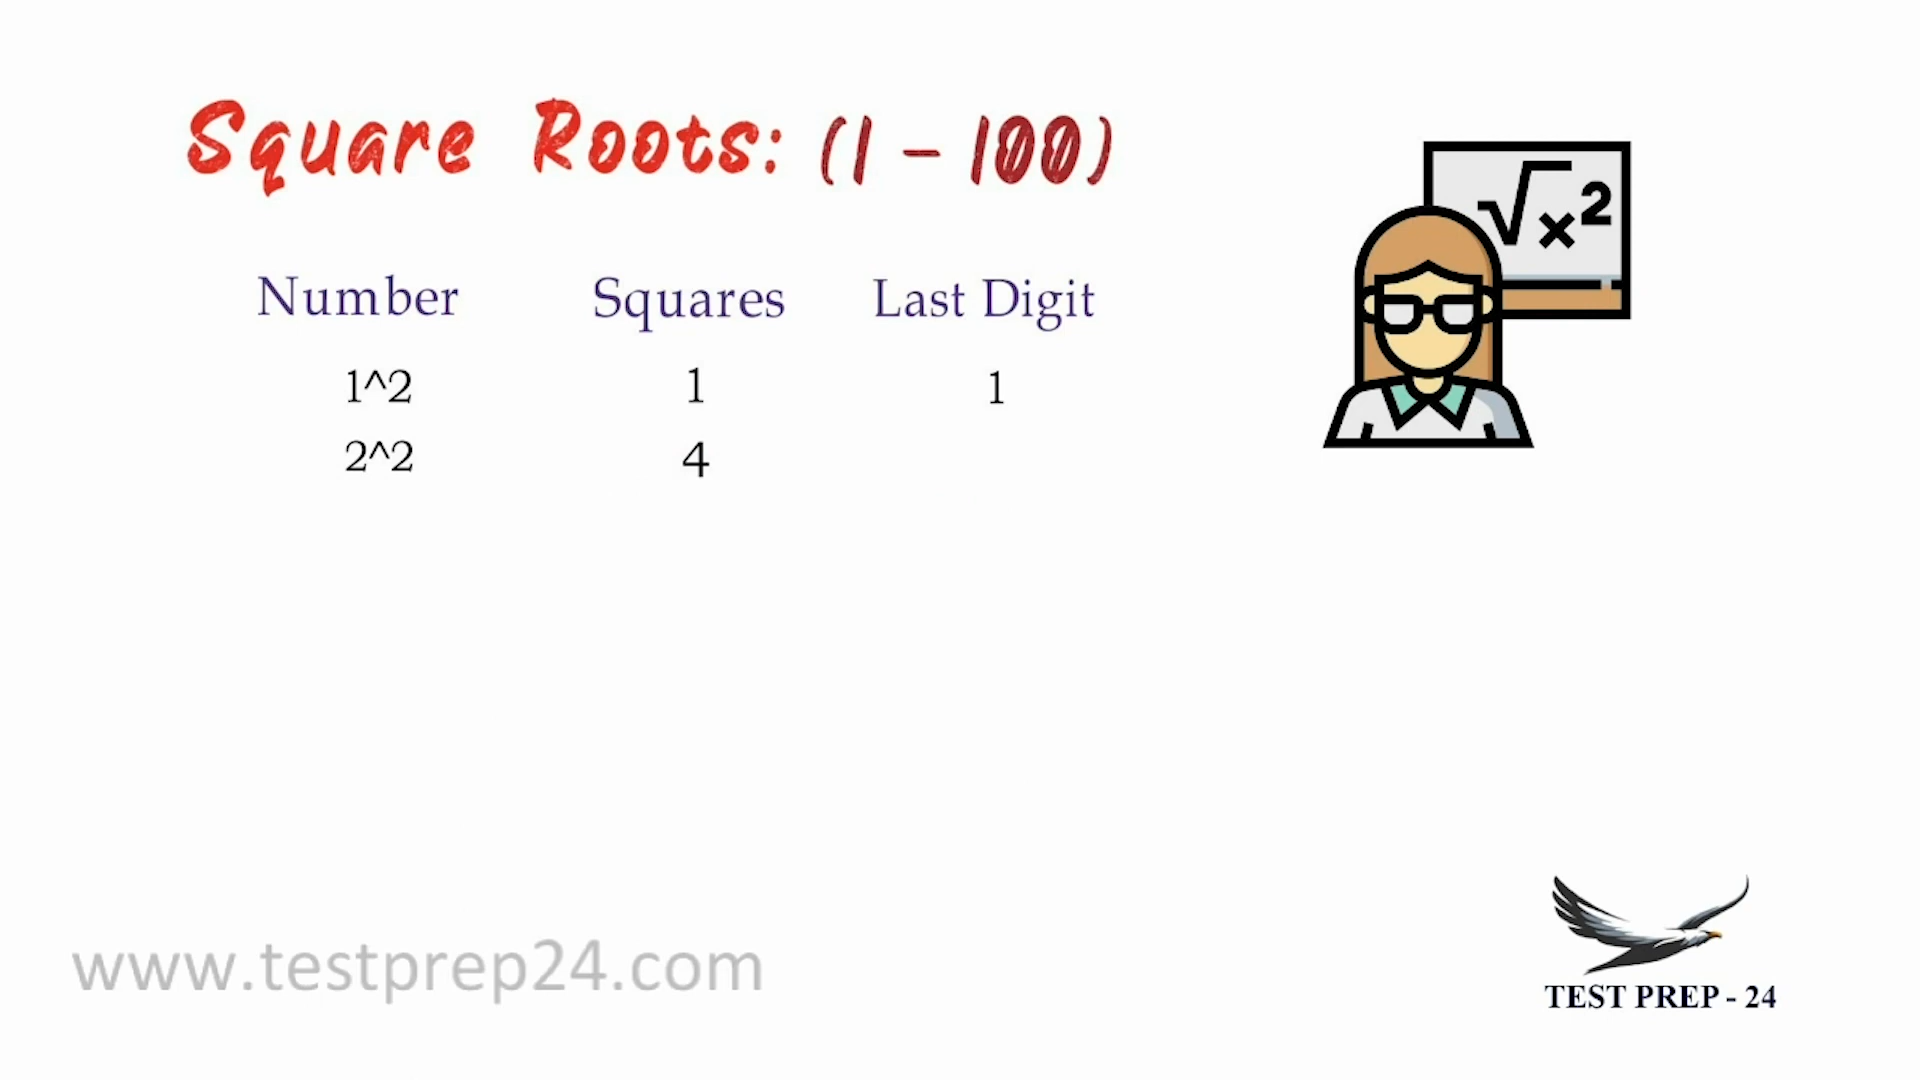 Square Roots: (1 - 100)
√x²
Number Squares Last Digit
1^2 1 1
2^2 4
www.testprep24.com
TEST PREP - 24